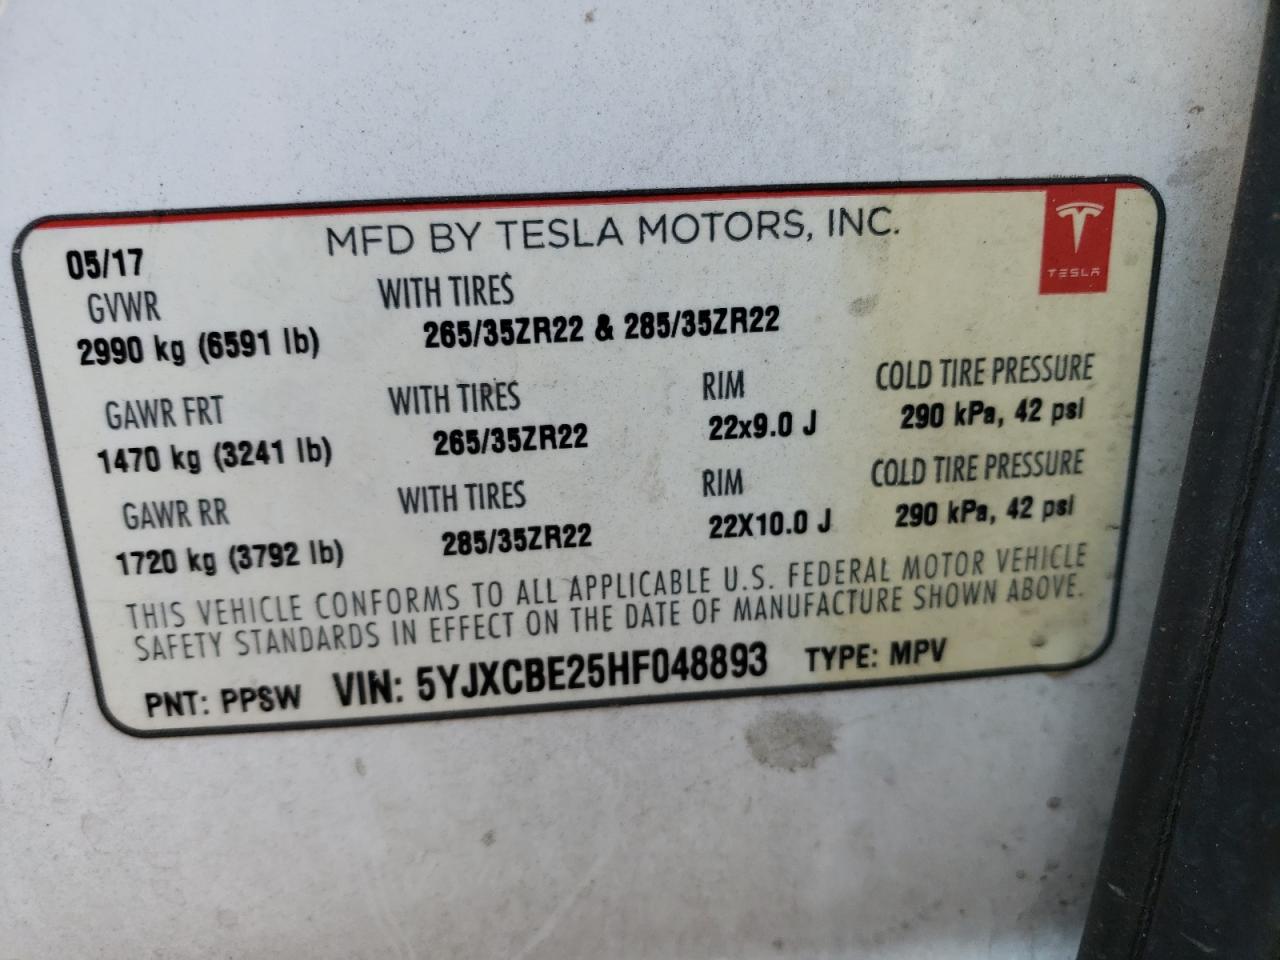 MFD BY TESLA MOTORS, INC.
TESLA
05/17
GVWR WITH TIRES
2990 kg (6591 lb) 265/35ZR22 & 285/35ZR22
GAWR FRT WITH TIRES RIM COLD TIRE PRESSURE
1470 kg (3241 lb) 265/35ZR22 22x9.0 J 290 kPa, 42 psi
GAWR RR WITH TIRES RIM COLD TIRE PRESSURE
1720 kg (3792 lb) 285/35ZR22 22X10.0 J 290 kPa, 42 psi
THIS VEHICLE CONFORMS TO ALL APPLICABLE U.S. FEDERAL MOTOR VEHICLE
SAFETY STANDARDS IN EFFECT ON THE DATE OF MANUFACTURE SHOWN ABOVE.
PNT: PPSW VIN: 5YJXCBE25HF048893 TYPE: MPV